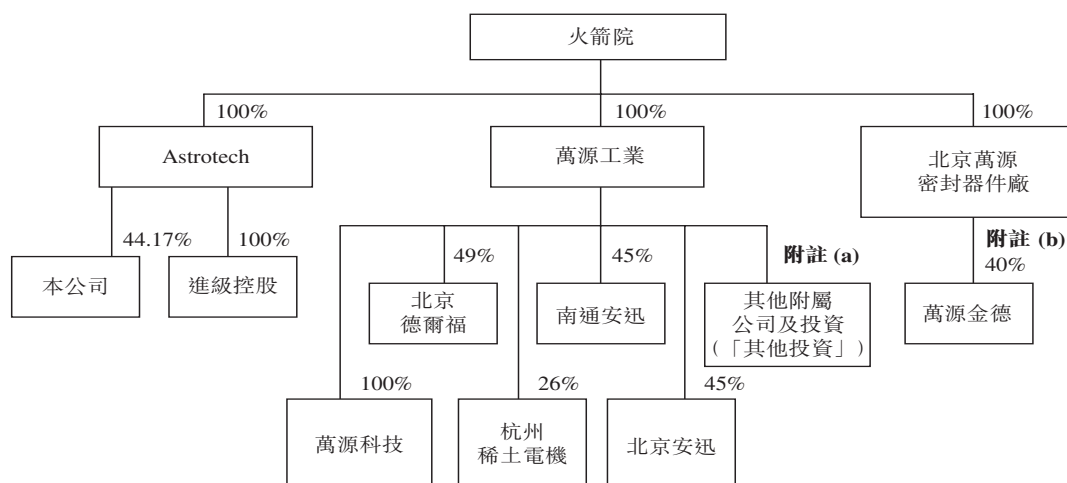 火箭院
100%
100%
100%
Astrotech
萬源工業
北京萬源
密封器件廠
44.17%
100%
49%
45%
附註 (a)
附註 (b)
40%
本公司
進級控股
北京
德爾福
南通安迅
其他附屬
公司及投資
(「其他投資」)
萬源金德
100%
26%
45%
萬源科技
杭州
稀土電機
北京安迅